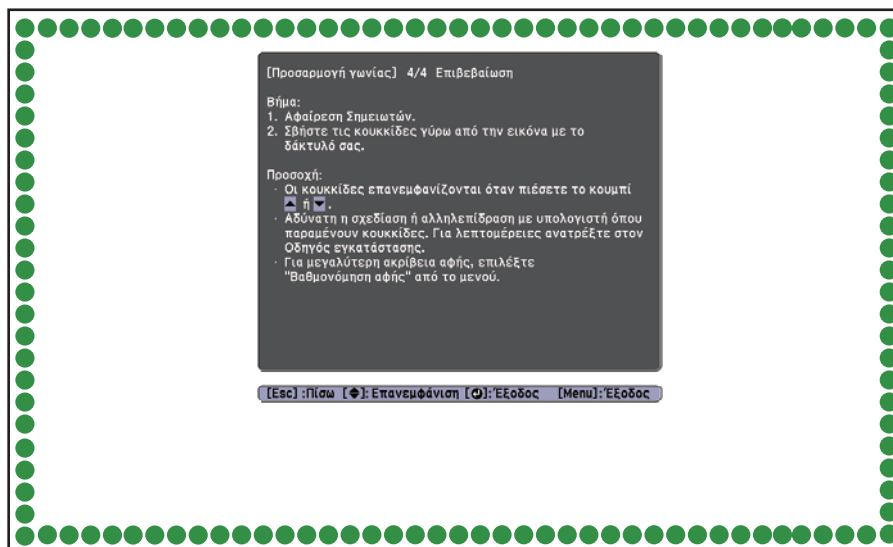 [Προσαρμογή γωνίας] 4/4 Επιβεβαίωση
Βήμα:
1. Αφαίρεση Σημειωτών.
2. Σβήστε τις κουκκίδες γύρω από την εικόνα με το
δάκτυλό σας.
Προσοχή:
· Οι κουκκίδες επανεμφανίζονται όταν πιέσετε το κουμπί
▲ ή ▼.
· Αδύνατη η σχεδίαση ή αλληλεπίδραση με υπολογιστή όπου
παραμένουν κουκκίδες. Για λεπτομέρειες ανατρέξτε στον
Οδηγός εγκατάστασης.
· Για μεγαλύτερη ακρίβεια αφής, επιλέξτε
"Βαθμονόμηση αφής" από το μενού.
[Esc] :Πίσω [◆]: Επανεμφάνιση [⏎]: Έξοδος [Menu]: Έξοδος